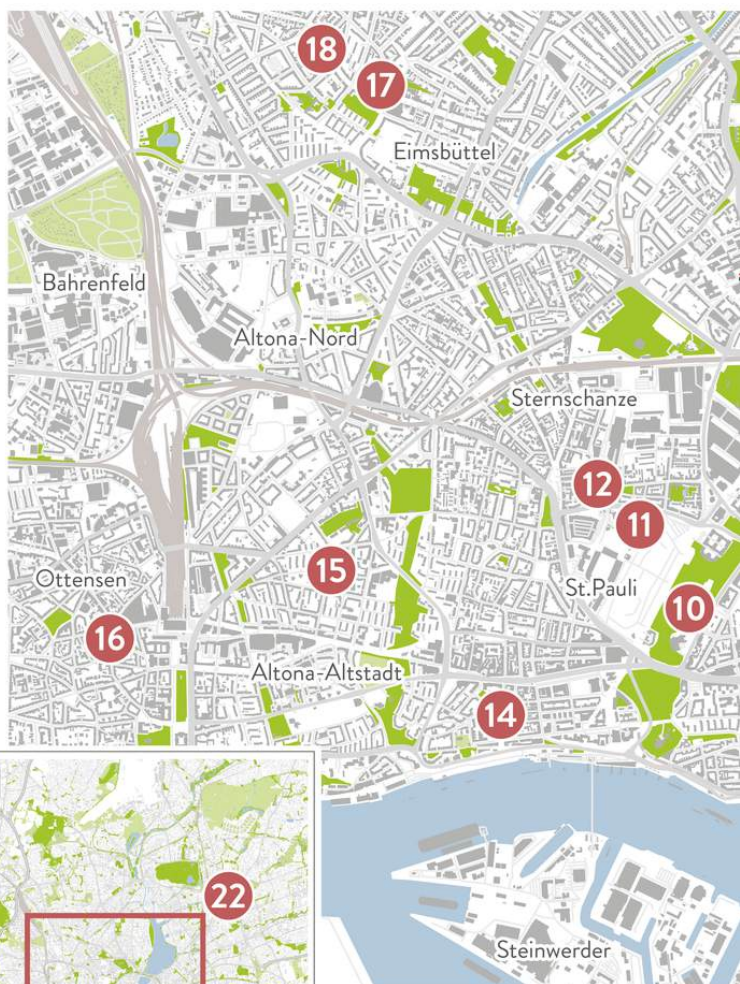 18
17
Eimsbüttel
Bahrenfeld
Altona-Nord
Sternschanze
12
11
15
Ottensen
St.Pauli
10
16
Altona-Altstadt
14
22
Steinwerder